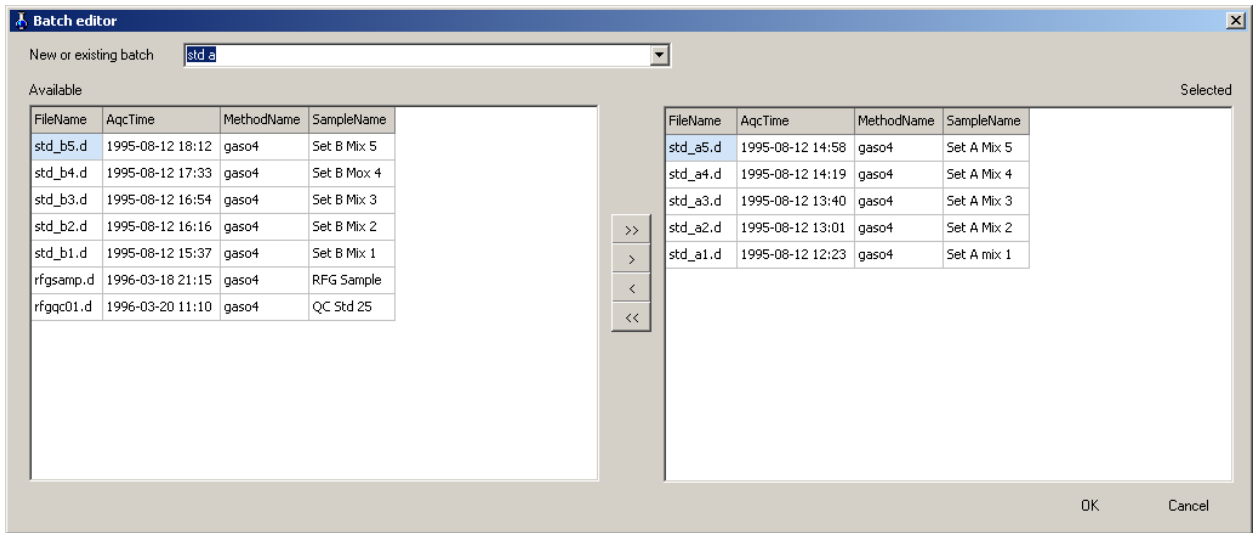 Batch editor
New or existing batch std a
Available
Selected
FileName AqcTime MethodName SampleName
std_b5.d 1995-08-12 18:12 gaso4 Set B Mix 5
std_b4.d 1995-08-12 17:33 gaso4 Set B Mox 4
std_b3.d 1995-08-12 16:54 gaso4 Set B Mix 3
std_b2.d 1995-08-12 16:16 gaso4 Set B Mix 2
std_b1.d 1995-08-12 15:37 gaso4 Set B Mix 1
rfgsamp.d 1996-03-18 21:15 gaso4 RFG Sample
rfgqc01.d 1996-03-20 11:10 gaso4 QC Std 25
>>
>
<
<<
FileName AqcTime MethodName SampleName
std_a5.d 1995-08-12 14:58 gaso4 Set A Mix 5
std_a4.d 1995-08-12 14:19 gaso4 Set A Mix 4
std_a3.d 1995-08-12 13:40 gaso4 Set A Mix 3
std_a2.d 1995-08-12 13:01 gaso4 Set A Mix 2
std_a1.d 1995-08-12 12:23 gaso4 Set A mix 1
OK Cancel